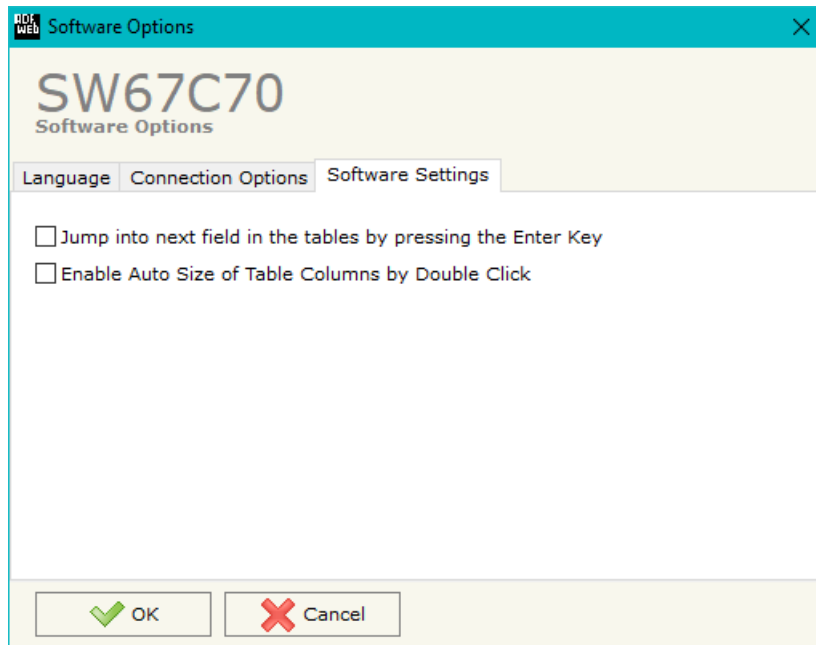 ADF
WEB
Software Options
SW67C70
Software Options
Language
Connection Options
Software Settings
Jump into next field in the tables by pressing the Enter Key
Enable Auto Size of Table Columns by Double Click
OK
Cancel